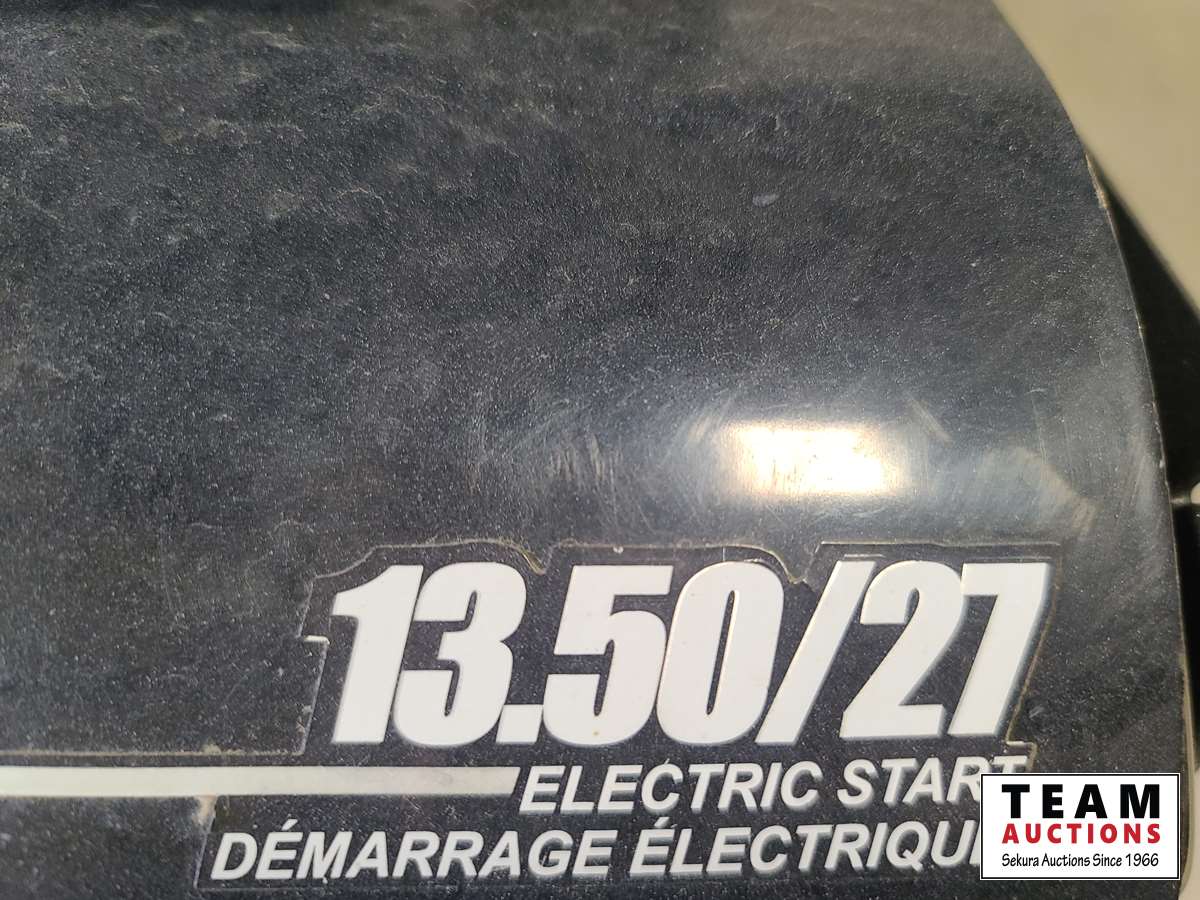 13.50/27
ELECTRIC START
DÉMARRAGE ÉLECTRIQUE
TEAM
AUCTIONS
Sekura Auctions Since 1966